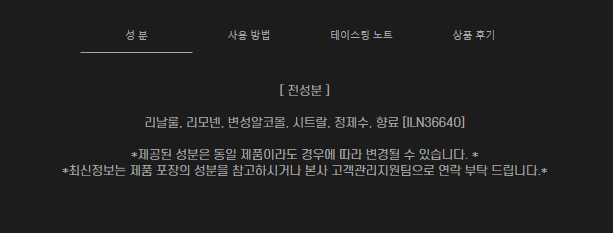 성 분
사용 방법
테이스팅 노트
상품 후기
[ 전성분 ]
리날룰, 리모넨, 변성알코올, 시트랄, 정제수, 향료 [ILN36640]
*제공된 성분은 동일 제품이라도 경우에 따라 변경될 수 있습니다. *
*최신정보는 제품 포장의 성분을 참고하시거나 본사 고객관리지원팀으로 연락 부탁 드립니다.*